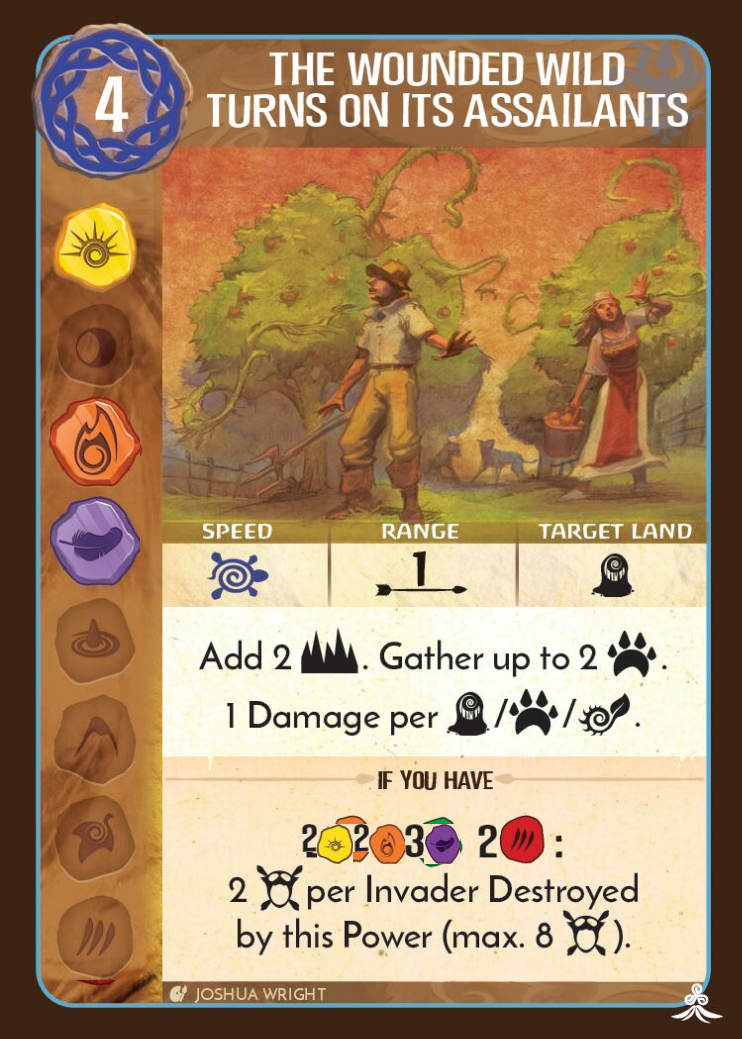 4
THE WOUNDED WILD
TURNS ON ITS ASSAILANTS
SPEED RANGE TARGET LAND
1
Add 2 . Gather up to 2 .
1 Damage per / / .
IF YOU HAVE
2 2 3 2 :
2 per Invader Destroyed
by this Power (max. 8 ).
JOSHUA WRIGHT